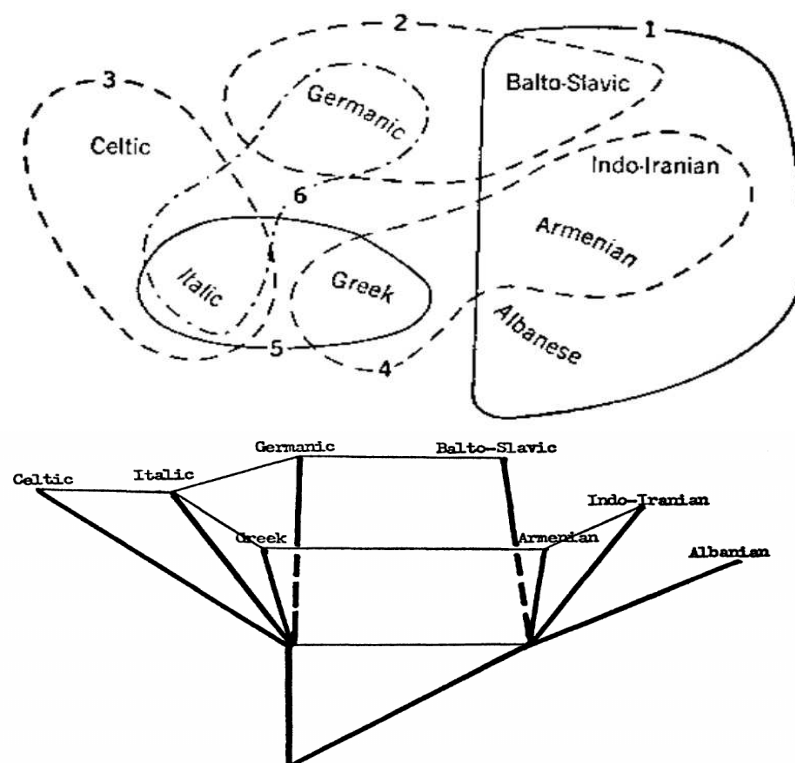 2
1
3
Germanic
Balto-Slavic
Celtic
Indo-Iranian
6
Armenian
Italic
Greek
Albanese
5
4
Germanic
Balto-Slavic
Celtic
Italic
Indo-Iranian
Greek
Armenian
Albanian